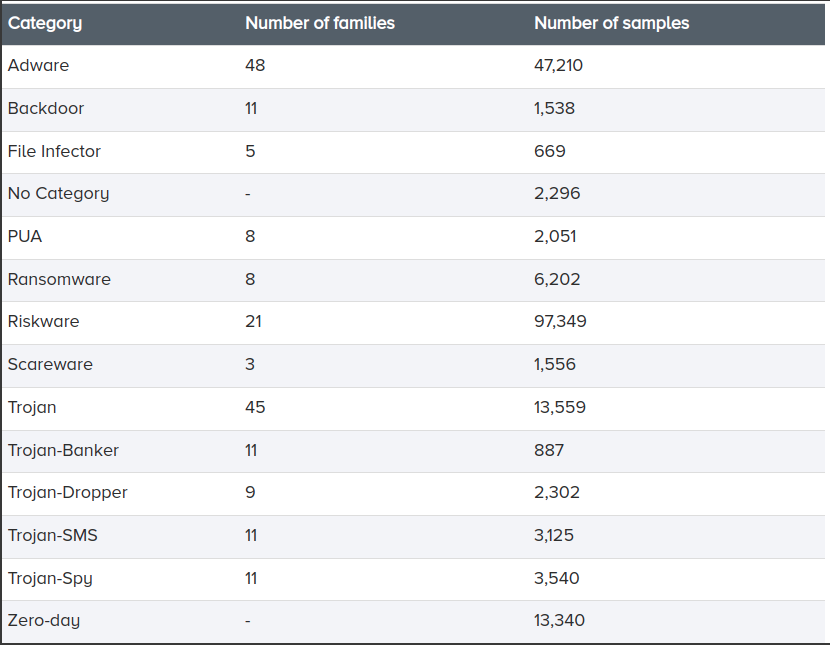 Category Number of families Number of samples
Adware 48 47,210
Backdoor 11 1,538
File Infector 5 669
No Category - 2,296
PUA 8 2,051
Ransomware 8 6,202
Riskware 21 97,349
Scareware 3 1,556
Trojan 45 13,559
Trojan-Banker 11 887
Trojan-Dropper 9 2,302
Trojan-SMS 11 3,125
Trojan-Spy 11 3,540
Zero-day - 13,340